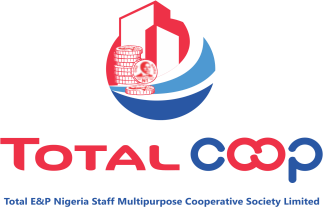 TOTAL coop
Total E&P Nigeria Staff Multipurpose Cooperative Society Limited